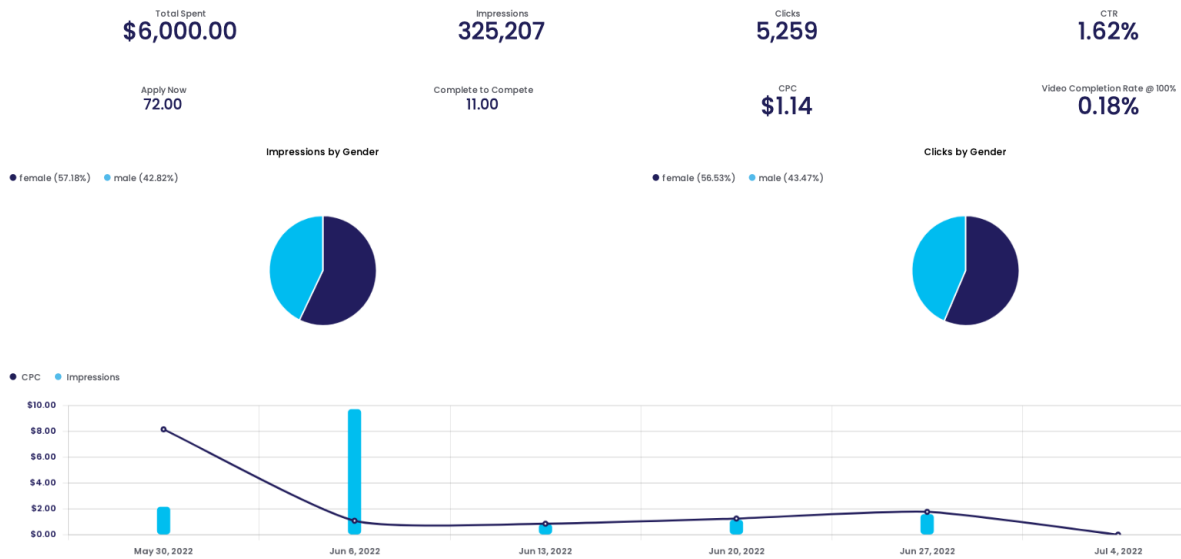 Total Spent
$6,000.00
Impressions
325,207
Clicks
5,259
CTR
1.62%
Apply Now
72.00
Complete to Compete
11.00
CPC
$1.14
Video Completion Rate @ 100%
0.18%
Impressions by Gender
female (57.18%) male (42.82%)
Clicks by Gender
female (56.53%) male (43.47%)
CPC Impressions
$10.00
$8.00
$6.00
$4.00
$2.00
$0.00
May 30, 2022 Jun 6, 2022 Jun 13, 2022 Jun 20, 2022 Jun 27, 2022 Jul 4, 2022